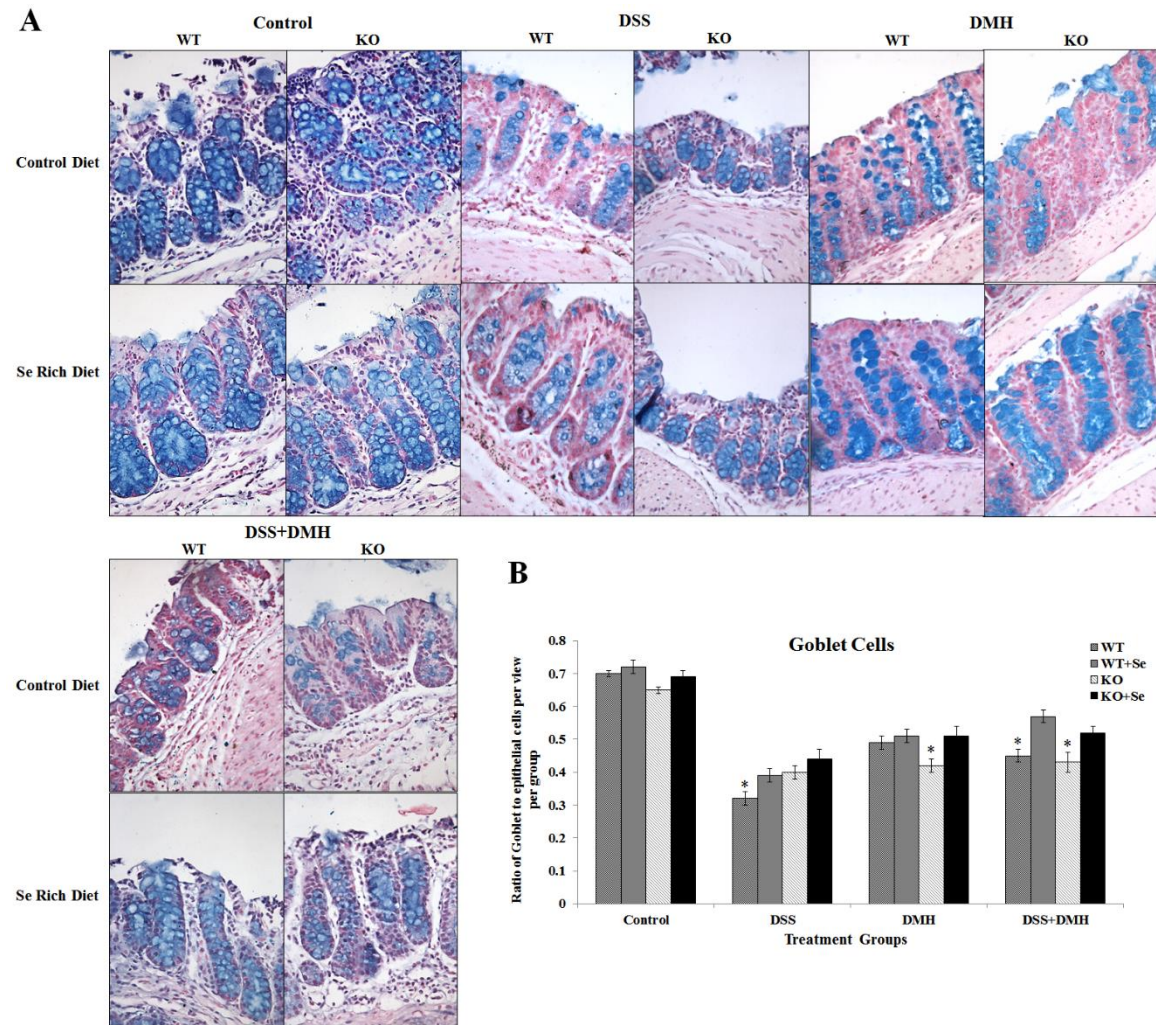 A
Control
DSS
DMH
WT
KO
WT
KO
WT
KO
Control Diet
Se Rich Diet
DSS+DMH
WT
KO
Control Diet
Se Rich Diet
B
Goblet Cells
Ratio of Goblet to epithelial cells per view
per group
0.8
0.7
0.6
0.5
0.4
0.3
0.2
0.1
0
WT
WT+Se
KO
KO+Se
*
*
*
*
Control
DSS
DMH
DSS+DMH
Treatment Groups